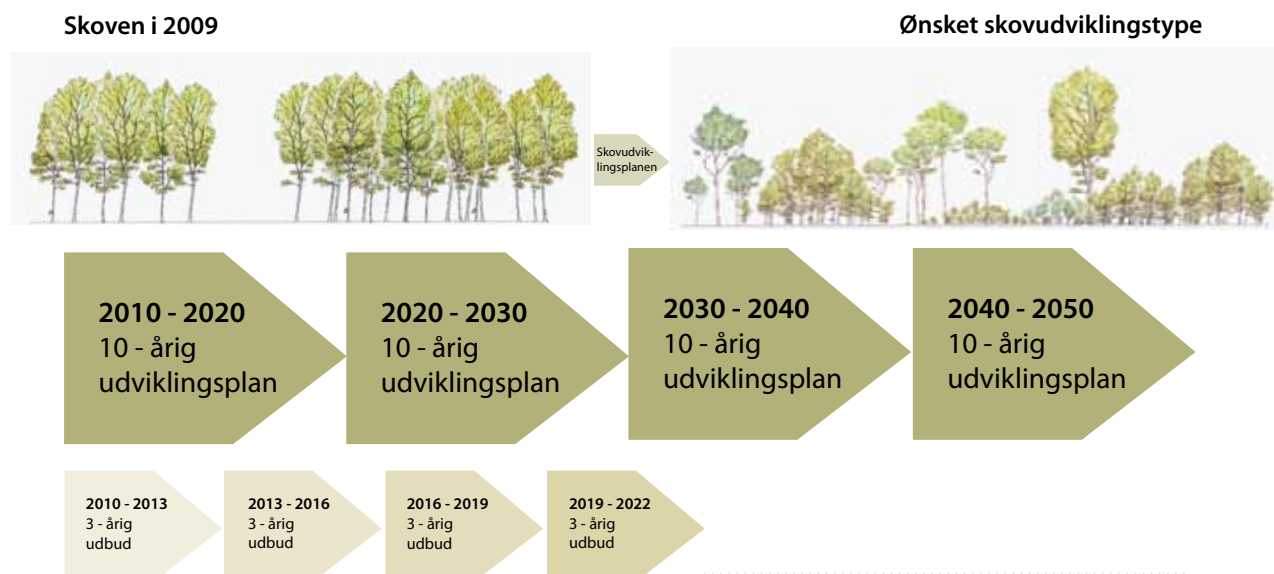 Skoven i 2009
Ønsket skovudviklingstype
Skovudvik-
lingsplanen
2010 - 2020
10 - årig
udviklingsplan
2020 - 2030
10 - årig
udviklingsplan
2030 - 2040
10 - årig
udviklingsplan
2040 - 2050
10 - årig
udviklingsplan
2010 - 2013
3 - årig
udbud
2013 - 2016
3 - årig
udbud
2016 - 2019
3 - årig
udbud
2019 - 2022
3 - årig
udbud